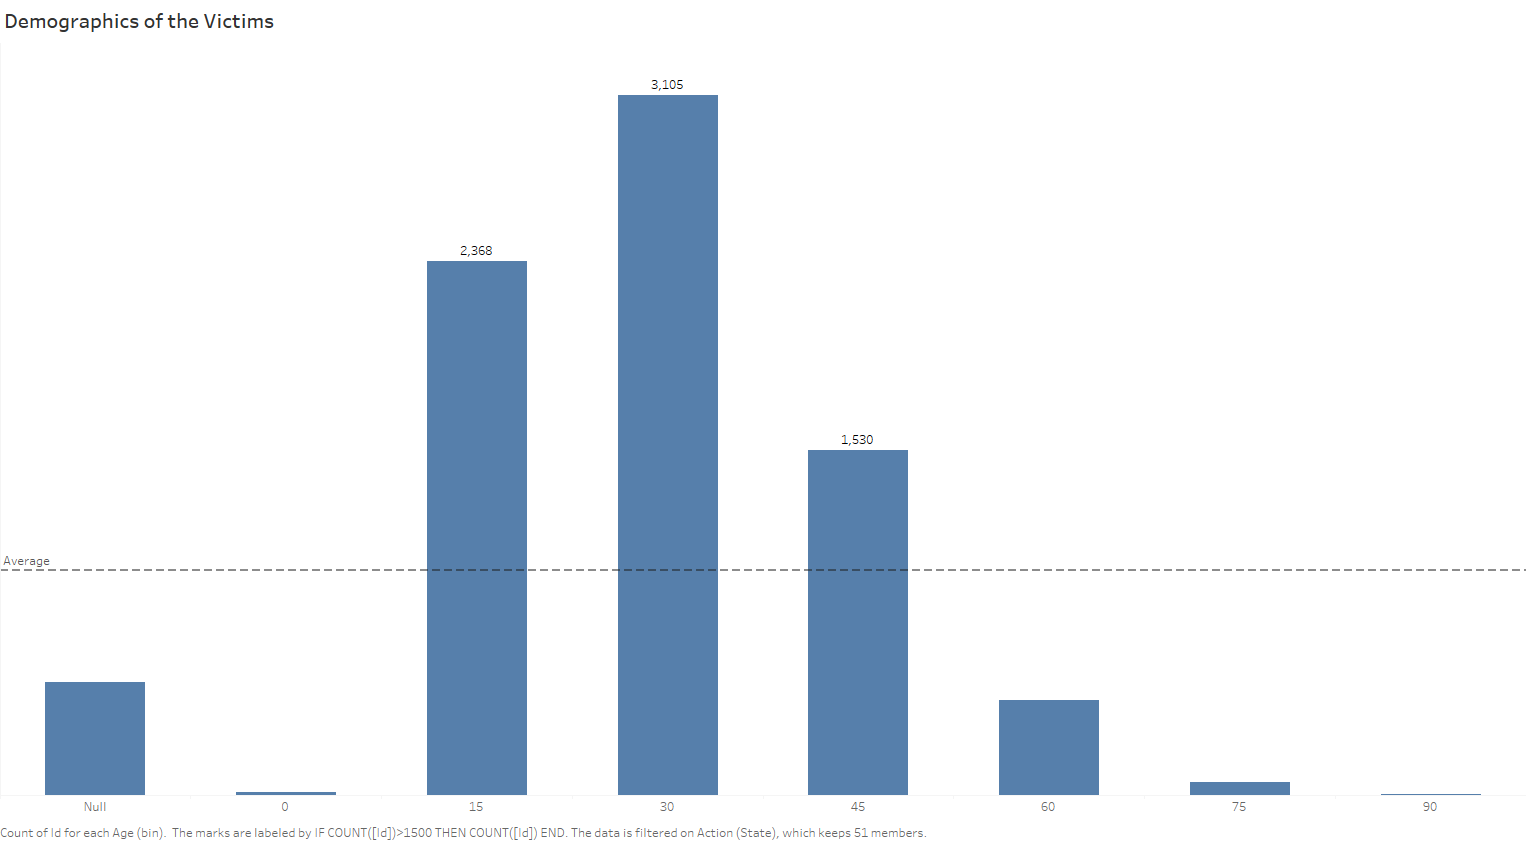 Demographics of the Victims
3,105
2,368
1,530
Average
Null 0 15 30 45 60 75 90
Count of Id for each Age (bin).  The marks are labeled by IF COUNT([Id])>1500 THEN COUNT([Id]) END. The data is filtered on Action (State), which keeps 51 members.